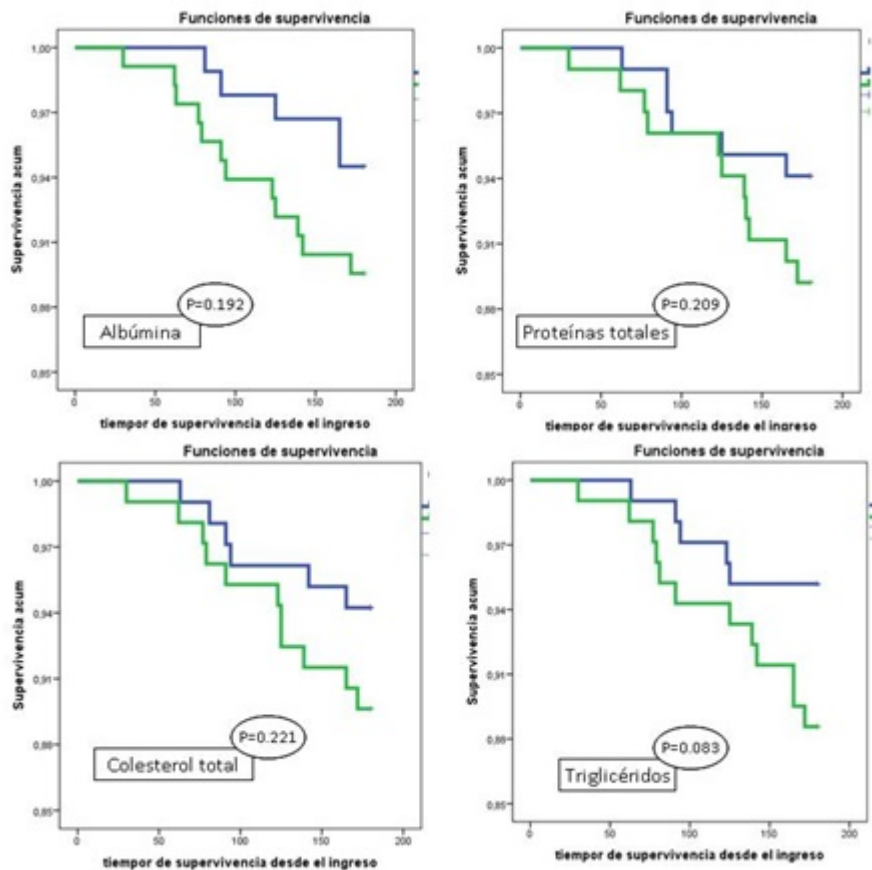 Funciones de supervivencia
1,00
0,97
0,94
0,91
0,88
0,85
Supervivencia acum
P=0.192
Albúmina
0 50 100 150 200
tiempor de supervivencia desde el ingreso
Funciones de supervivencia
1,00
0,97
0,94
0,91
0,88
0,85
Supervivencia acum
P=0.209
Proteínas totales
0 50 100 150 200
tiempor de supervivencia desde el ingreso
Funciones de supervivencia
1,00
0,97
0,94
0,91
0,88
0,85
Supervivencia acum
P=0.221
Colesterol total
0 50 100 150 200
tiempor de supervivencia desde el ingreso
Funciones de supervivencia
1,00
0,97
0,94
0,91
0,88
0,85
Supervivencia acum
P=0.083
Triglicéridos
0 50 100 150 200
tiempor de supervivencia desde el ingreso